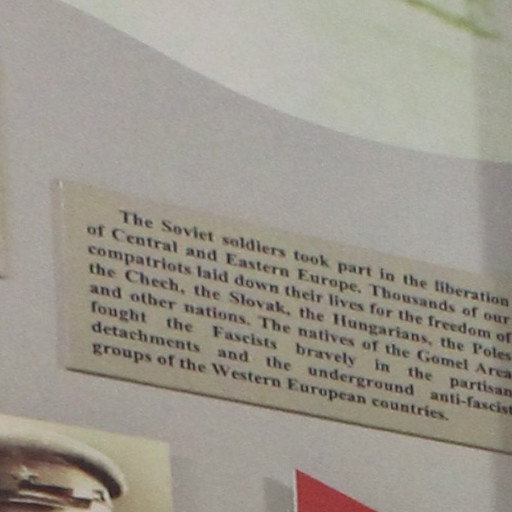 The Soviet soldiers took part in the liberation
of Central and Eastern Europe. Thousands of our
compatriots laid down their lives for the freedom of
the Chech, the Slovak, the Hungarians, the Poles
and other nations. The natives of the Gomel Area
fought the Fascists bravely in the partisan
detachments and the underground anti-fascist
groups of the Western European countries.